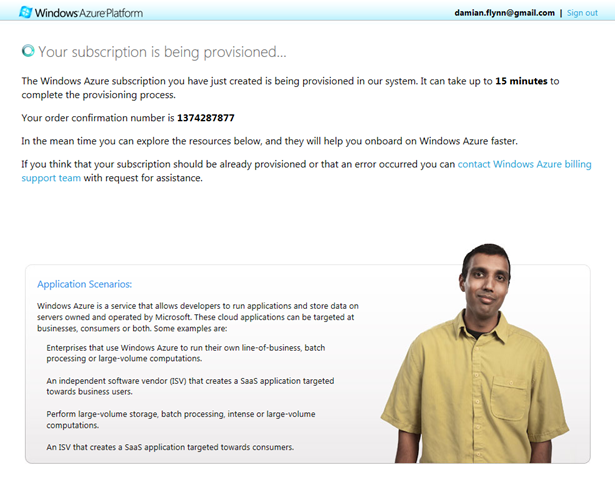 Windows Azure Platform
damian.flynn@gmail.com | Sign out
Your subscription is being provisioned...
The Windows Azure subscription you have just created is being provisioned in our system. It can take up to 15 minutes to
complete the provisioning process.
Your order confirmation number is 1374287877
In the mean time you can explore the resources below, and they will help you onboard on Windows Azure faster.
If you think that your subscription should be already provisioned or that an error occurred you can contact Windows Azure billing
support team with request for assistance.
Application Scenarios:
Windows Azure is a service that allows developers to run applications and store data on
servers owned and operated by Microsoft. These cloud applications can be targeted at
businesses, consumers or both. Some examples are:
Enterprises that use Windows Azure to run their own line-of-business, batch
processing or large-volume computations.
An independent software vendor (ISV) that creates a SaaS application targeted
towards business users.
Perform large-volume storage, batch processing, intense or large-volume
computations.
An ISV that creates a SaaS application targeted towards consumers.